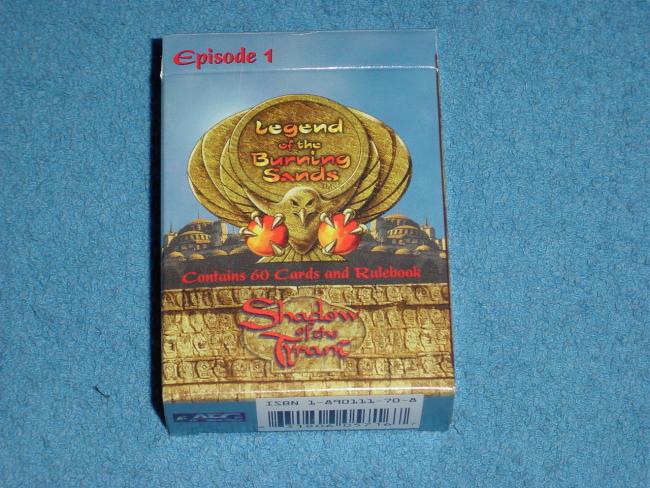 Episode 1
Legend
of the
Burning
Sands
Contains 60 Cards and Rulebook
Shadow
of the
Tyrant
ISBN 1-890111-70-8
AEG